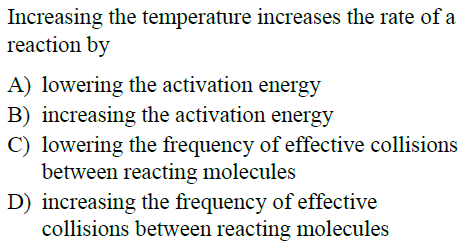 Increasing the temperature increases the rate of a
reaction by
A) lowering the activation energy
B) increasing the activation energy
C) lowering the frequency of effective collisions
between reacting molecules
D) increasing the frequency of effective
collisions between reacting molecules